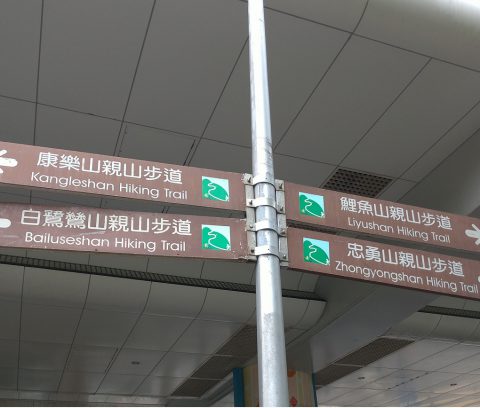 康樂山親山步道
Kangleshan Hiking Trail
白鷺鷥山親山步道
Bailuseshan Hiking Trail
鯉魚山親山步道
Liyushan Hiking Trail
忠勇山親山步道
Zhongyongshan Hiking Trail